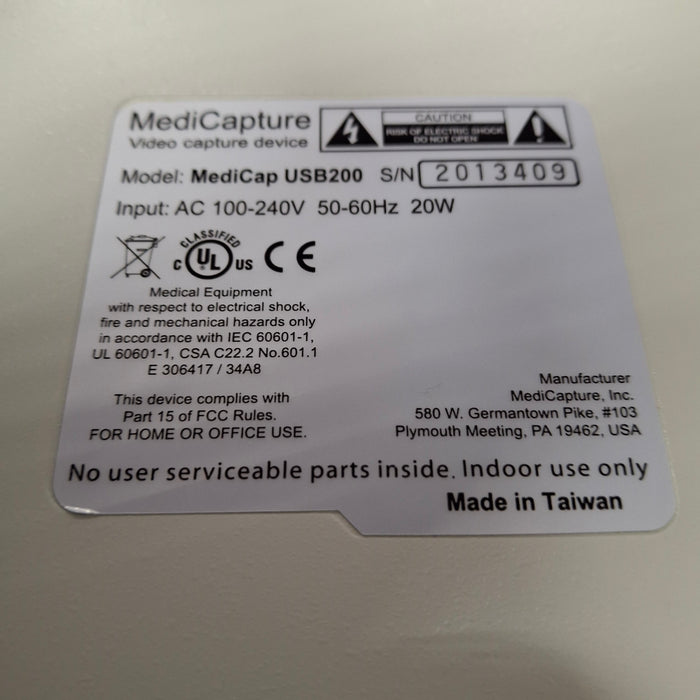 MediCapture
Video capture device
CAUTION
RISK OF ELECTRIC SHOCK
DO NOT OPEN
Model: MediCap USB200 S/N 2013409
Input: AC 100-240V 50-60Hz 20W
CLASSIFIED
C UL US CE
Medical Equipment
with respect to electrical shock,
fire and mechanical hazards only
in accordance with IEC 60601-1,
UL 60601-1, CSA C22.2 No.601.1
E 306417 / 34A8
This device complies with
Part 15 of FCC Rules.
FOR HOME OR OFFICE USE.
Manufacturer
MediCapture, Inc.
580 W. Germantown Pike, #103
Plymouth Meeting, PA 19462, USA
No user serviceable parts inside. Indoor use only
Made in Taiwan